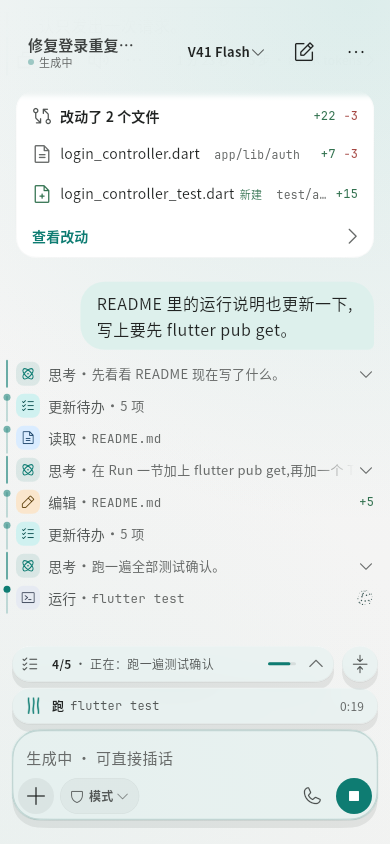 修复登录重复…
生成中
V41 Flash
改动了 2 个文件 +22 -3
login_controller.dart app/lib/auth +7 -3
login_controller_test.dart 新建 test/a… +15
查看改动
README 里的运行说明也更新一下,
写上要先 flutter pub get。
思考 · 先看看 README 现在写了什么。
更新待办 · 5 项
读取 · README.md
思考 · 在 Run 一节加上 flutter pub get,再加一个
编辑 · README.md +5
更新待办 · 5 项
思考 · 跑一遍全部测试确认。
运行 · flutter test
4/5 · 正在：跑一遍测试确认
跑 flutter test 0:19
生成中 · 可直接插话
模式